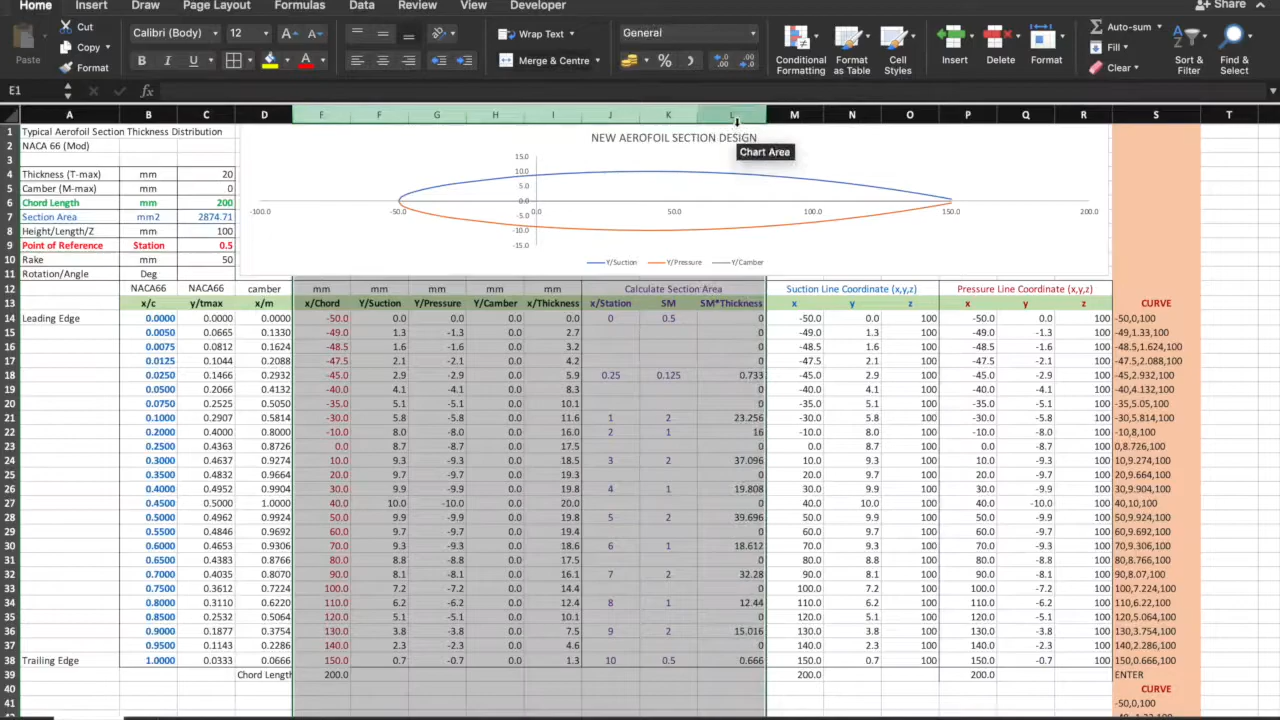 Home Insert Draw Page Layout Formulas Data Review View Developer Share
Paste Cut Copy Format
Calibri (Body) 12 A A
B I U A
Wrap Text
Merge & Centre
General
%
Conditional Formatting
Format as Table
Cell Styles
Insert
Delete
Format
Auto-sum
Fill
Clear
Sort & Filter
Find & Select
E1 fx
A B C D E F G H I J K L M N O P Q R S T
1 Typical Aerofoil Section Thickness Distribution
2 NACA 66 (Mod)
3
4 Thickness (T-max) mm 20
5 Camber (M-max) mm 0
6 Chord Length mm 200
7 Section Area mm2 2874.71
8 Height/Length/Z mm 100
9 Point of Reference Station 0.5
10 Rake mm 50
11 Rotation/Angle Deg
NEW AEROFOIL SECTION DESIGN
Chart Area
15.0
10.0
5.0
0.0
-5.0
-10.0
-15.0
-100.0 -50.0 50.0 100.0 150.0 200.0
Y/Suction Y/Pressure Y/Camber
12 NACA66 NACA66 camber mm mm mm mm mm Calculate Section Area Suction Line Coordinate (x,y,z) Pressure Line Coordinate (x,y,z)
13 x/c y/tmax x/m x/Chord Y/Suction Y/Pressure Y/Camber x/Thickness x/Station SM SM*Thickness x y z x y z CURVE
14 Leading Edge 0.0000 0.0000 0.0000 -50.0 0.0 0.0 0.0 0 0 0.5 0 -50.0 0.0 100 -50.0 0.0 100 -50,0,100
15 0.0050 0.0665 0.1330 -49.0 1.3 -1.3 0.0 2.7 0 -49.0 1.3 100 -49.0 -1.3 100 -49,1.33,100
16 0.0075 0.0812 0.1624 -48.5 1.6 -1.6 0.0 3.2 0 -48.5 1.6 100 -48.5 -1.6 100 -48.5,1.624,100
17 0.0125 0.1044 0.2088 -47.5 2.1 -2.1 0.0 4.2 0 -47.5 2.1 100 -47.5 -2.1 100 -47.5,2.088,100
18 0.0250 0.1466 0.2932 -45.0 2.9 -2.9 0.0 5.9 0.25 0.125 0.733 -45.0 2.9 100 -45.0 -2.9 100 -45,2.932,100
19 0.0500 0.2066 0.4132 -40.0 4.1 -4.1 0.0 8.3 0 -40.0 4.1 100 -40.0 -4.1 100 -40,4.132,100
20 0.0750 0.2525 0.5050 -35.0 5.1 -5.1 0.0 10.1 0 -35.0 5.1 100 -35.0 -5.1 100 -35,5.05,100
21 0.1000 0.2907 0.5814 -30.0 5.8 -5.8 0.0 11.6 1 2 23.256 -30.0 5.8 100 -30.0 -5.8 100 -30,5.814,100
22 0.2000 0.4000 0.8000 -10.0 8.0 -8.0 0.0 16.0 2 1 16 -10.0 8.0 100 -10.0 -8.0 100 -10,8,100
23 0.2500 0.4363 0.8726 0.0 8.7 -8.7 0.0 17.5 0 0.0 8.7 100 0.0 -8.7 100 0,8.726,100
24 0.3000 0.4637 0.9274 10.0 9.3 -9.3 0.0 18.5 3 2 37.096 10.0 9.3 100 10.0 -9.3 100 10,9.274,100
25 0.3500 0.4832 0.9664 20.0 9.7 -9.7 0.0 19.3 0 20.0 9.7 100 20.0 -9.7 100 20,9.664,100
26 0.4000 0.4952 0.9904 30.0 9.9 -9.9 0.0 19.8 4 1 19.808 30.0 9.9 100 30.0 -9.9 100 30,9.904,100
27 0.4500 0.5000 1.0000 40.0 10.0 -10.0 0.0 20.0 0 40.0 10.0 100 40.0 -10.0 100 40,10,100
28 0.5000 0.4962 0.9924 50.0 9.9 -9.9 0.0 19.8 5 2 39.696 50.0 9.9 100 50.0 -9.9 100 50,9.924,100
29 0.5500 0.4846 0.9692 60.0 9.7 -9.7 0.0 19.4 0 60.0 9.7 100 60.0 -9.7 100 60,9.692,100
30 0.6000 0.4653 0.9306 70.0 9.3 -9.3 0.0 18.6 6 1 18.612 70.0 9.3 100 70.0 -9.3 100 70,9.306,100
31 0.6500 0.4383 0.8766 80.0 8.8 -8.8 0.0 17.5 0 80.0 8.8 100 80.0 -8.8 100 80,8.766,100
32 0.7000 0.4035 0.8070 90.0 8.1 -8.1 0.0 16.1 7 2 32.28 90.0 8.1 100 90.0 -8.1 100 90,8.07,100
33 0.7500 0.3612 0.7224 100.0 7.2 -7.2 0.0 14.4 0 100.0 7.2 100 100.0 -7.2 100 100,7.224,100
34 0.8000 0.3110 0.6220 110.0 6.2 -6.2 0.0 12.4 8 1 12.44 110.0 6.2 100 110.0 -6.2 100 110,6.22,100
35 0.8500 0.2532 0.5064 120.0 5.1 -5.1 0.0 10.1 0 120.0 5.1 100 120.0 -5.1 100 120,5.064,100
36 0.9000 0.1877 0.3754 130.0 3.8 -3.8 0.0 7.5 9 2 15.016 130.0 3.8 100 130.0 -3.8 100 130,3.754,100
37 0.9500 0.1143 0.2286 140.0 2.3 -2.3 0.0 4.6 0 140.0 2.3 100 140.0 -2.3 100 140,2.286,100
38 Trailing Edge 1.0000 0.0333 0.0666 150.0 0.7 -0.7 0.0 1.3 10 0.5 0.666 150.0 0.7 100 150.0 -0.7 100 150,0.666,100
39 Chord Length 200.0 200.0 200.0 ENTER
40 CURVE
41 -50,0,100